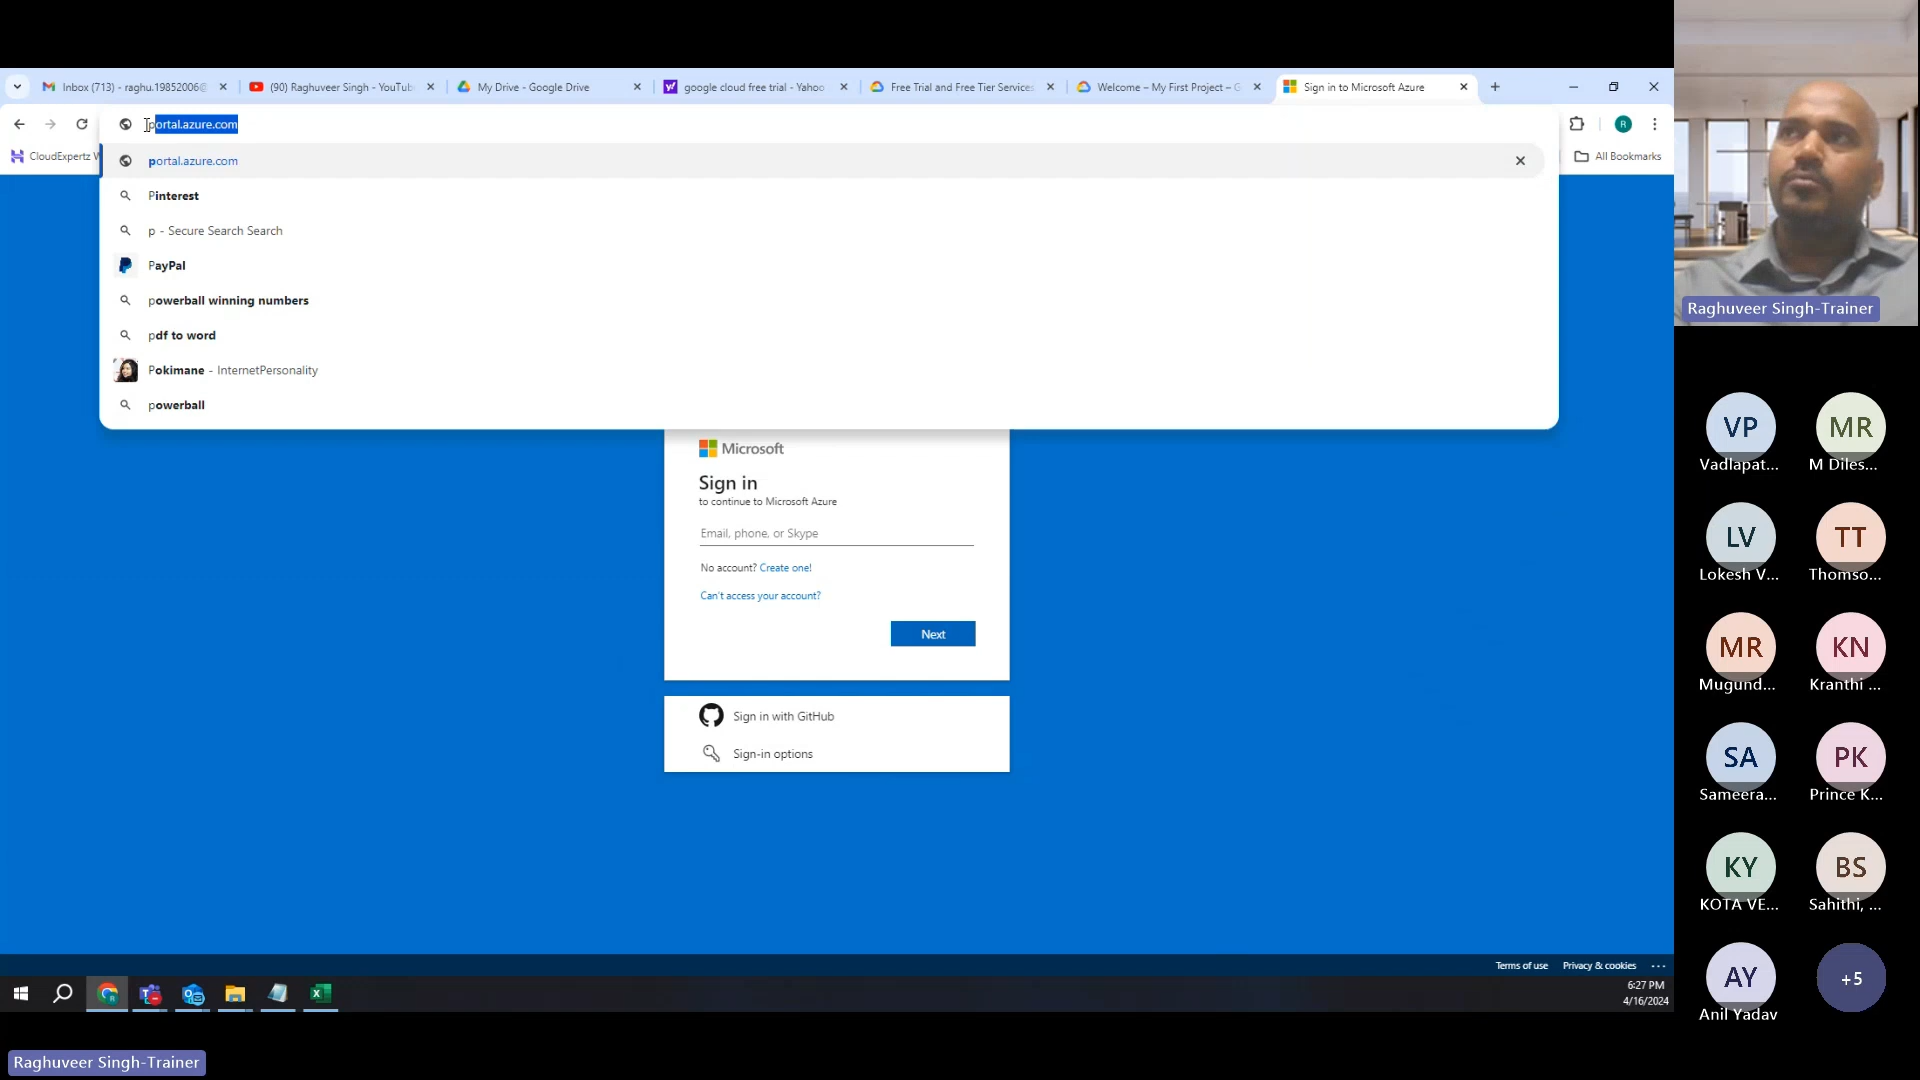 Inbox (713) - raghu.19852006@
(90) Raghuveer Singh - YouTub
My Drive - Google Drive
google cloud free trial - Yahoo
Free Trial and Free Tier Services
Welcome – My First Project – G
Sign in to Microsoft Azure
portal.azure.com
R
CloudExpertz W
All Bookmarks
portal.azure.com
Pinterest
p - Secure Search Search
PayPal
powerball winning numbers
pdf to word
Pokimane - InternetPersonality
powerball
Microsoft
Sign in
to continue to Microsoft Azure
Email, phone, or Skype
No account? Create one!
Can't access your account?
Next
Sign in with GitHub
Sign-in options
Terms of use
Privacy & cookies
6:27 PM
4/16/2024
Raghuveer Singh-Trainer
Raghuveer Singh-Trainer
VP
MR
Vadlapat...
M Diles...
LV
TT
Lokesh V...
Thomso...
MR
KN
Mugund...
Kranthi ...
SA
PK
Sameera...
Prince K...
KY
BS
KOTA VE...
Sahithi, ...
AY
+5
Anil Yadav